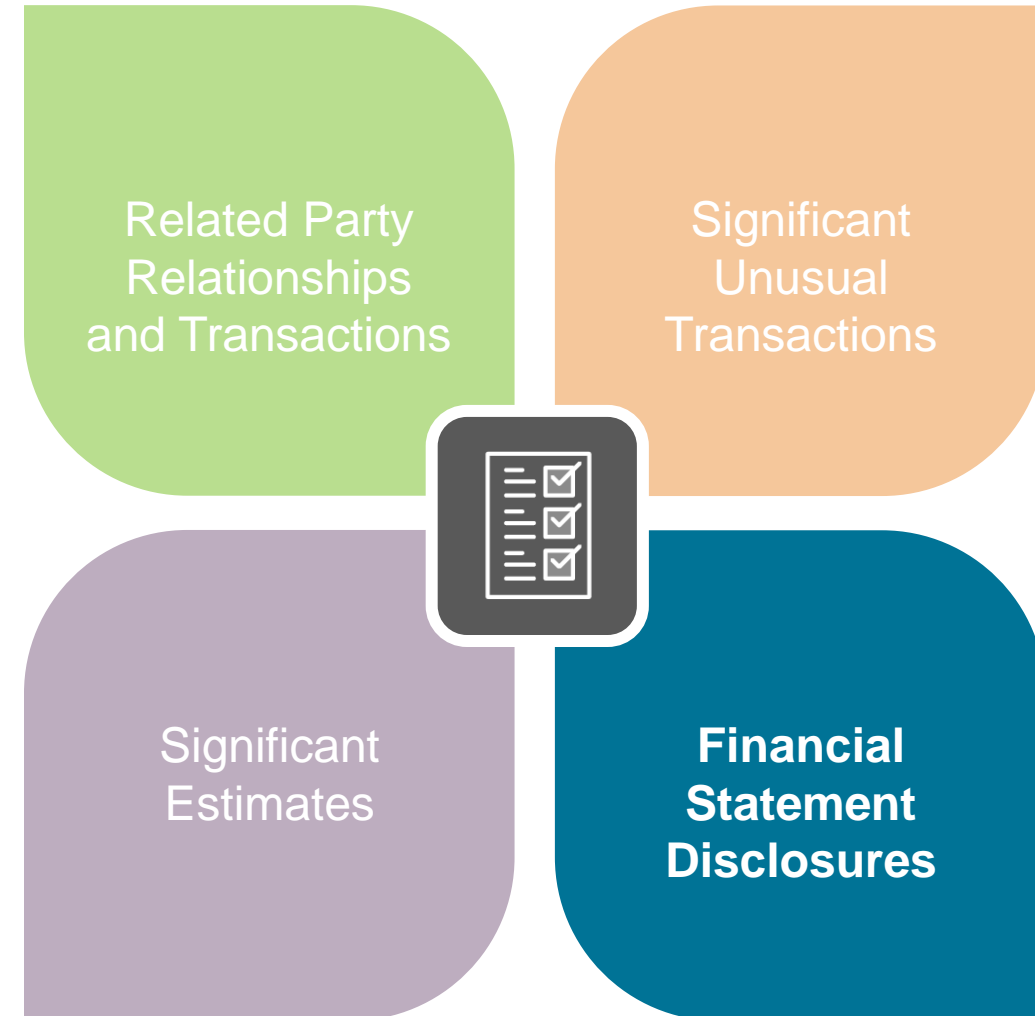 Related Party
Relationships
and Transactions
Significant
Unusual
Transactions
Significant
Estimates
Financial
Statement
Disclosures